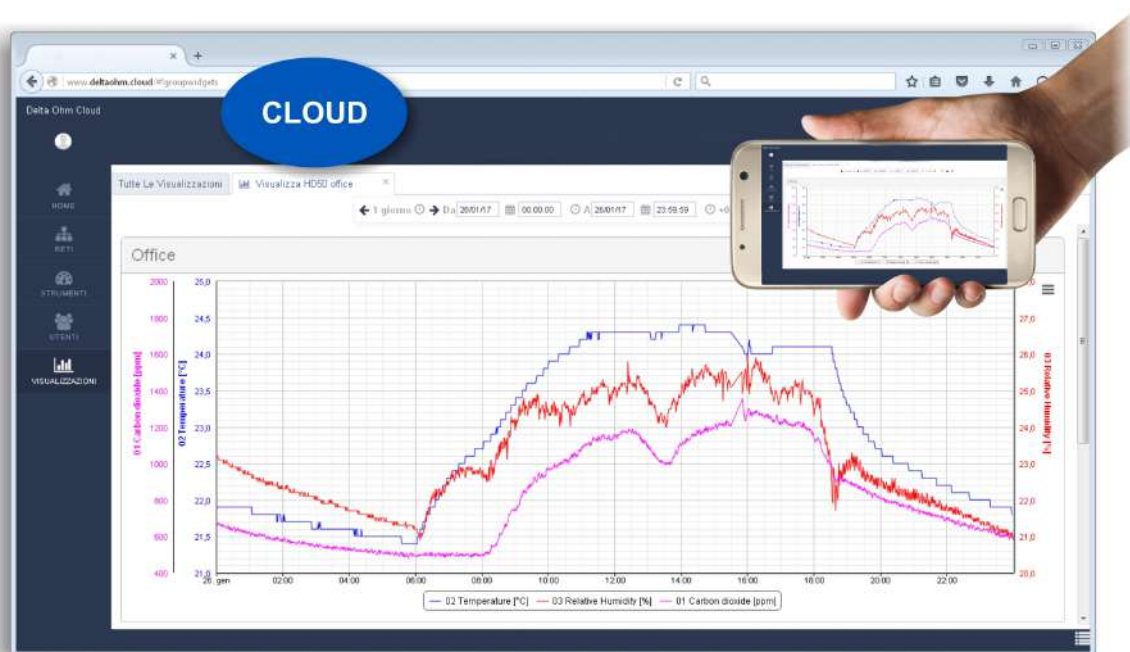 www.deltaohm.cloud/#!groupwidgets
Delta Ohm Cloud
CLOUD
HOME
RETI
STRUMENTI
UTENTI
VISUALIZZAZIONI
Tutte Le Visualizzazioni
Visualizza HD50 office
1 giorno
Da 26/01/17 00:00:00 A 26/01/17 23:59:59
Office
2000
1800
1600
1400
1200
1000
800
600
400
01 Carbon dioxide [ppm]
25,0
24,5
24,0
23,5
23,0
22,5
22,0
21,5
21,0
02 Temperature [°C]
27,0
26,0
25,0
24,0
23,0
22,0
21,0
20,0
03 Relative Humidity [%]
26. gen
02:00
04:00
06:00
08:00
10:00
12:00
14:00
16:00
18:00
20:00
22:00
02 Temperature [°C]
03 Relative Humidity [%]
01 Carbon dioxide [ppm]